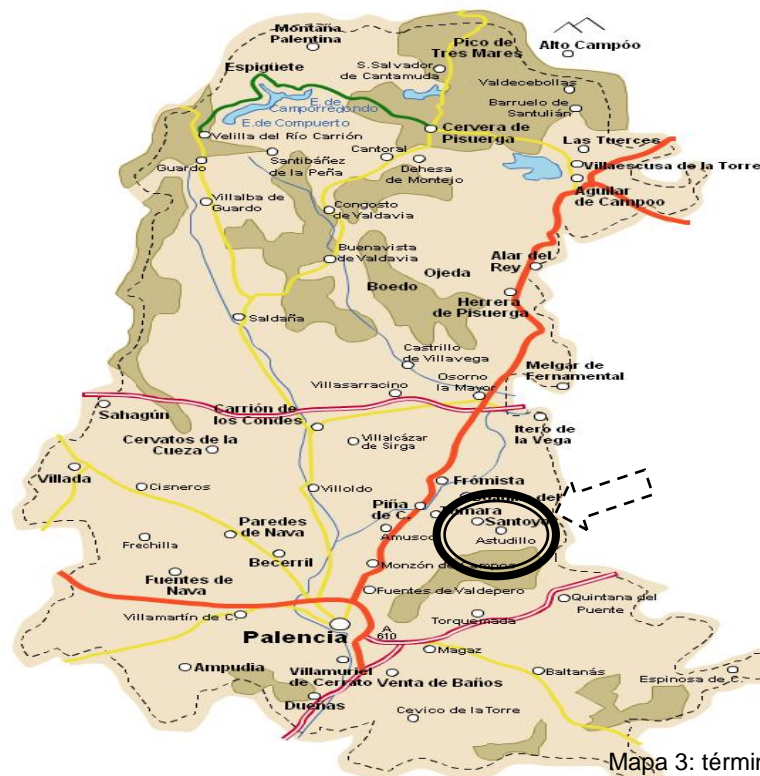 Montaña
Palentina
Pico de
Tres Mares
Alto Campóo
Espigüete
S.Salvador
de Cantamuda
Valdecebollas
E. de
Camporredondo
Barruelo de
Santulián
E.de Compuerto
Velilla del Río Carrión
Cervera de
Pisuerga
Las Tuerces
Guardo
Santibáñez
de la Peña
Cantoral
Dehesa
de Montejo
Villaescusa de la Torre
Aguilar
de Campoo
Villalba de
Guardo
Congosto
de Valdavia
Buenavista
de Valdavia
Ojeda
Alar del
Rey
Boedo
Herrera
de Pisuerga
Saldaña
Castrillo
de Villavega
Melgar de
Fernamental
Osorno
la Mayor
Villasarracino
Sahagún
Carrión de
los Condes
Itero de
la Vega
Cervatos de la
Cueza
Villalcázar
de Sirga
Villada
Cisneros
Villoldo
Frómista
del
Piña
de C.
Támara
Santoyo
Paredes
de Nava
Amusco
Astudillo
Frechilla
Becerril
Monzón de Campos
Fuentes de
Nava
Fuentes de Valdepero
Quintana del
Puente
Villamartín de C.
Torquemada
Palencia
A
610
Magaz
Ampudia
Villamuriel
de Cerrato
Venta de Baños
Baltanás
Espinosa de C.
Dueñas
Cevico de la Torre
Mapa 3: términ